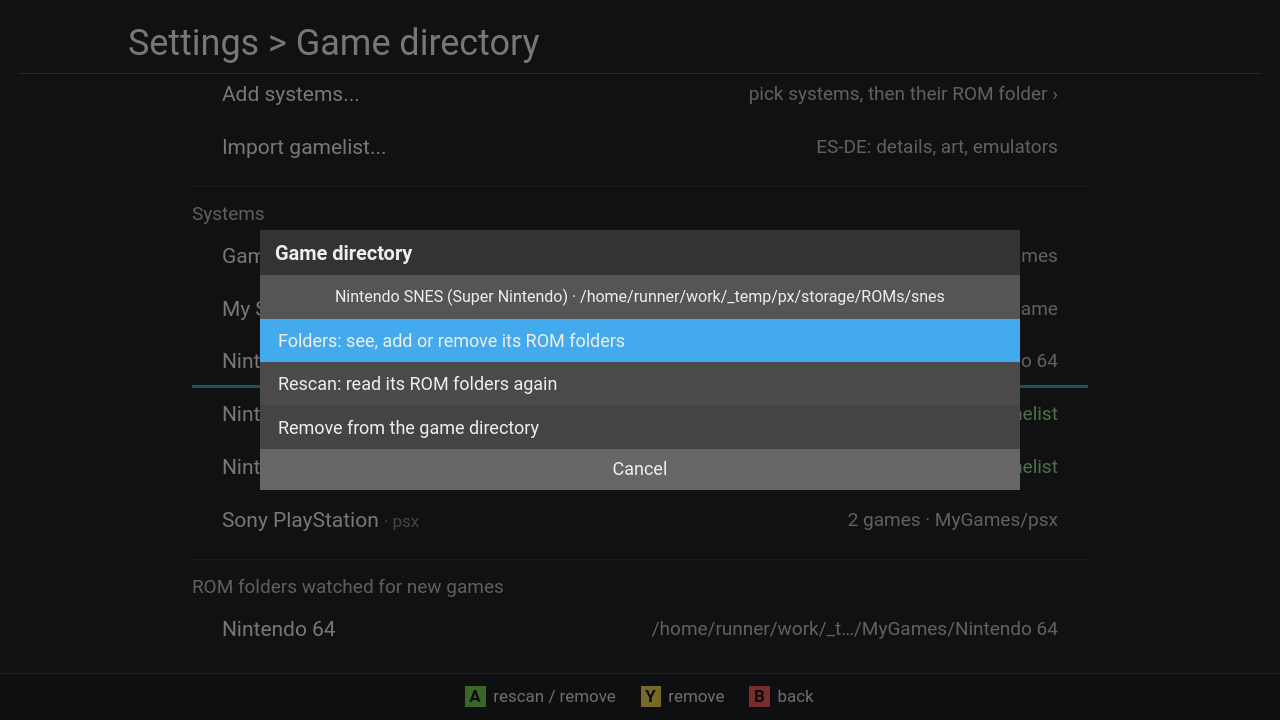 Settings > Game directory
Add systems... pick systems, then their ROM folder ›
Import gamelist... ES-DE: details, art, emulators
Systems
Game directory
Nintendo SNES (Super Nintendo) · /home/runner/work/_temp/px/storage/ROMs/snes
Folders: see, add or remove its ROM folders
Rescan: read its ROM folders again
Remove from the game directory
Cancel
Sony PlayStation · psx 2 games · MyGames/psx
ROM folders watched for new games
Nintendo 64 /home/runner/work/_t…/MyGames/Nintendo 64
A rescan / remove Y remove B back